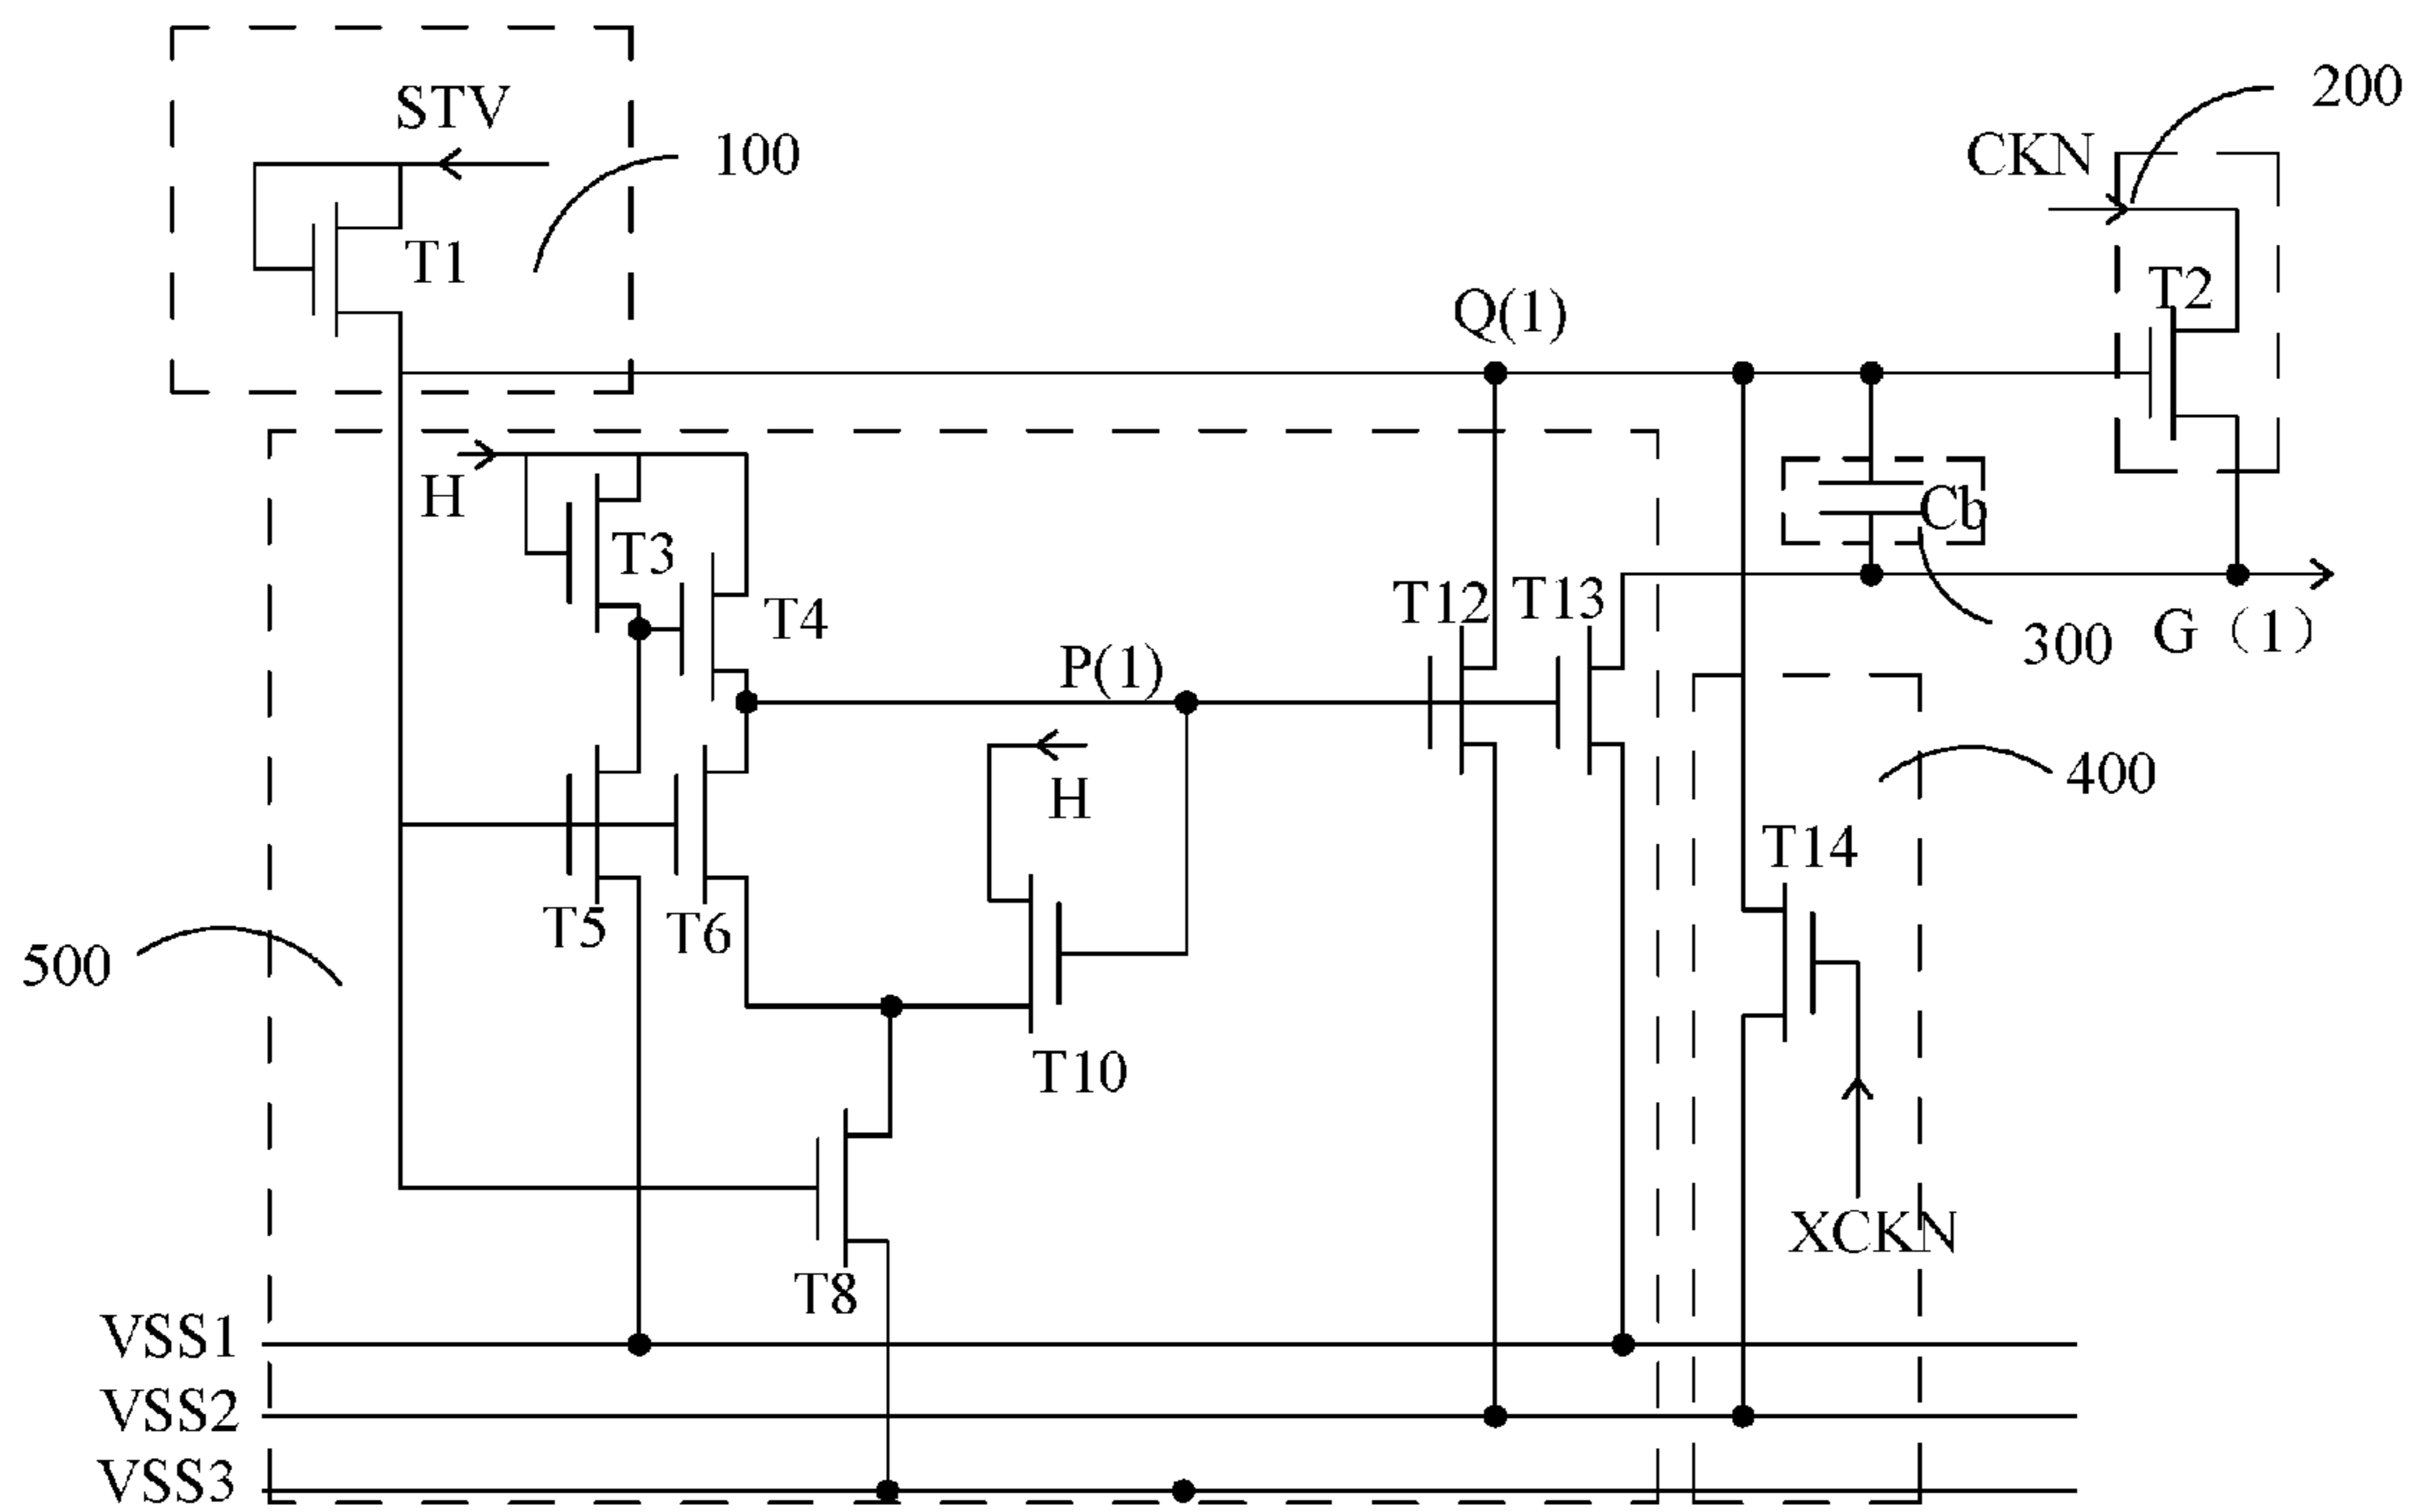 200
STV
CKN
100
T1
T2
Q(1)
H
Cb
T3
T12
T13
T4
G (1)
300
P(1)
400
H
T14
T5
T6
500
T10
XCKN
T8
VSS1
VSS2
VSS3